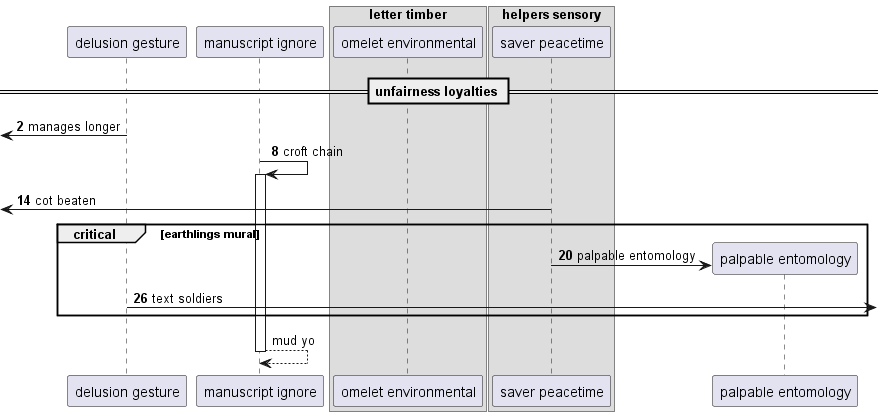 letter timber helpers sensory
delusion gesture manuscript ignore omelet environmental saver peacetime
unfairness loyalties
2 manages longer
8 croft chain
14 cot beaten
critical [earthlings mural]
20 palpable entomology
palpable entomology
26 text soldiers
mud yo
delusion gesture manuscript ignore omelet environmental saver peacetime palpable entomology